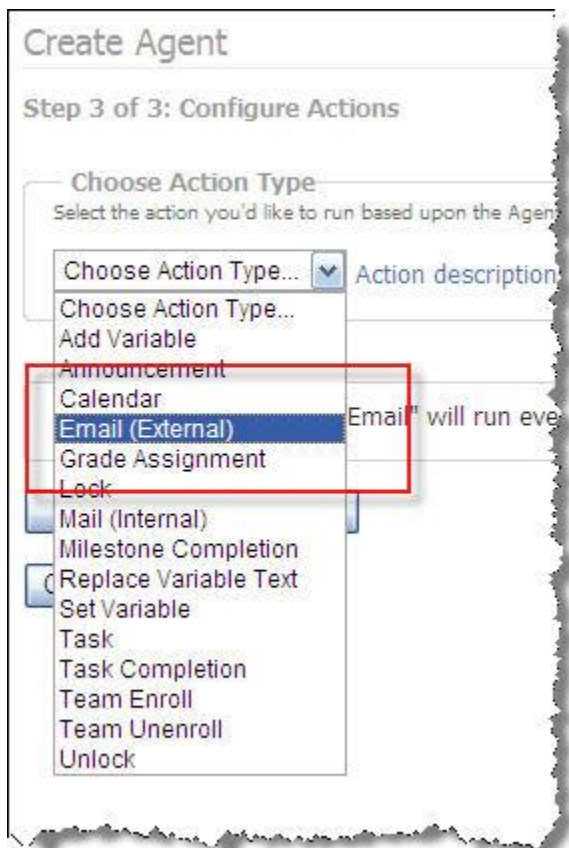 Create Agent
Step 3 of 3: Configure Actions
Choose Action Type
Select the action you'd like to run based upon the Agen
Choose Action Type... Action description
Choose Action Type...
Add Variable
Announcement
Calendar
Email (External)
Email" will run eve
Grade Assignment
Lock
Mail (Internal)
Milestone Completion
Replace Variable Text
Set Variable
Task
Task Completion
Team Enroll
Team Unenroll
Unlock